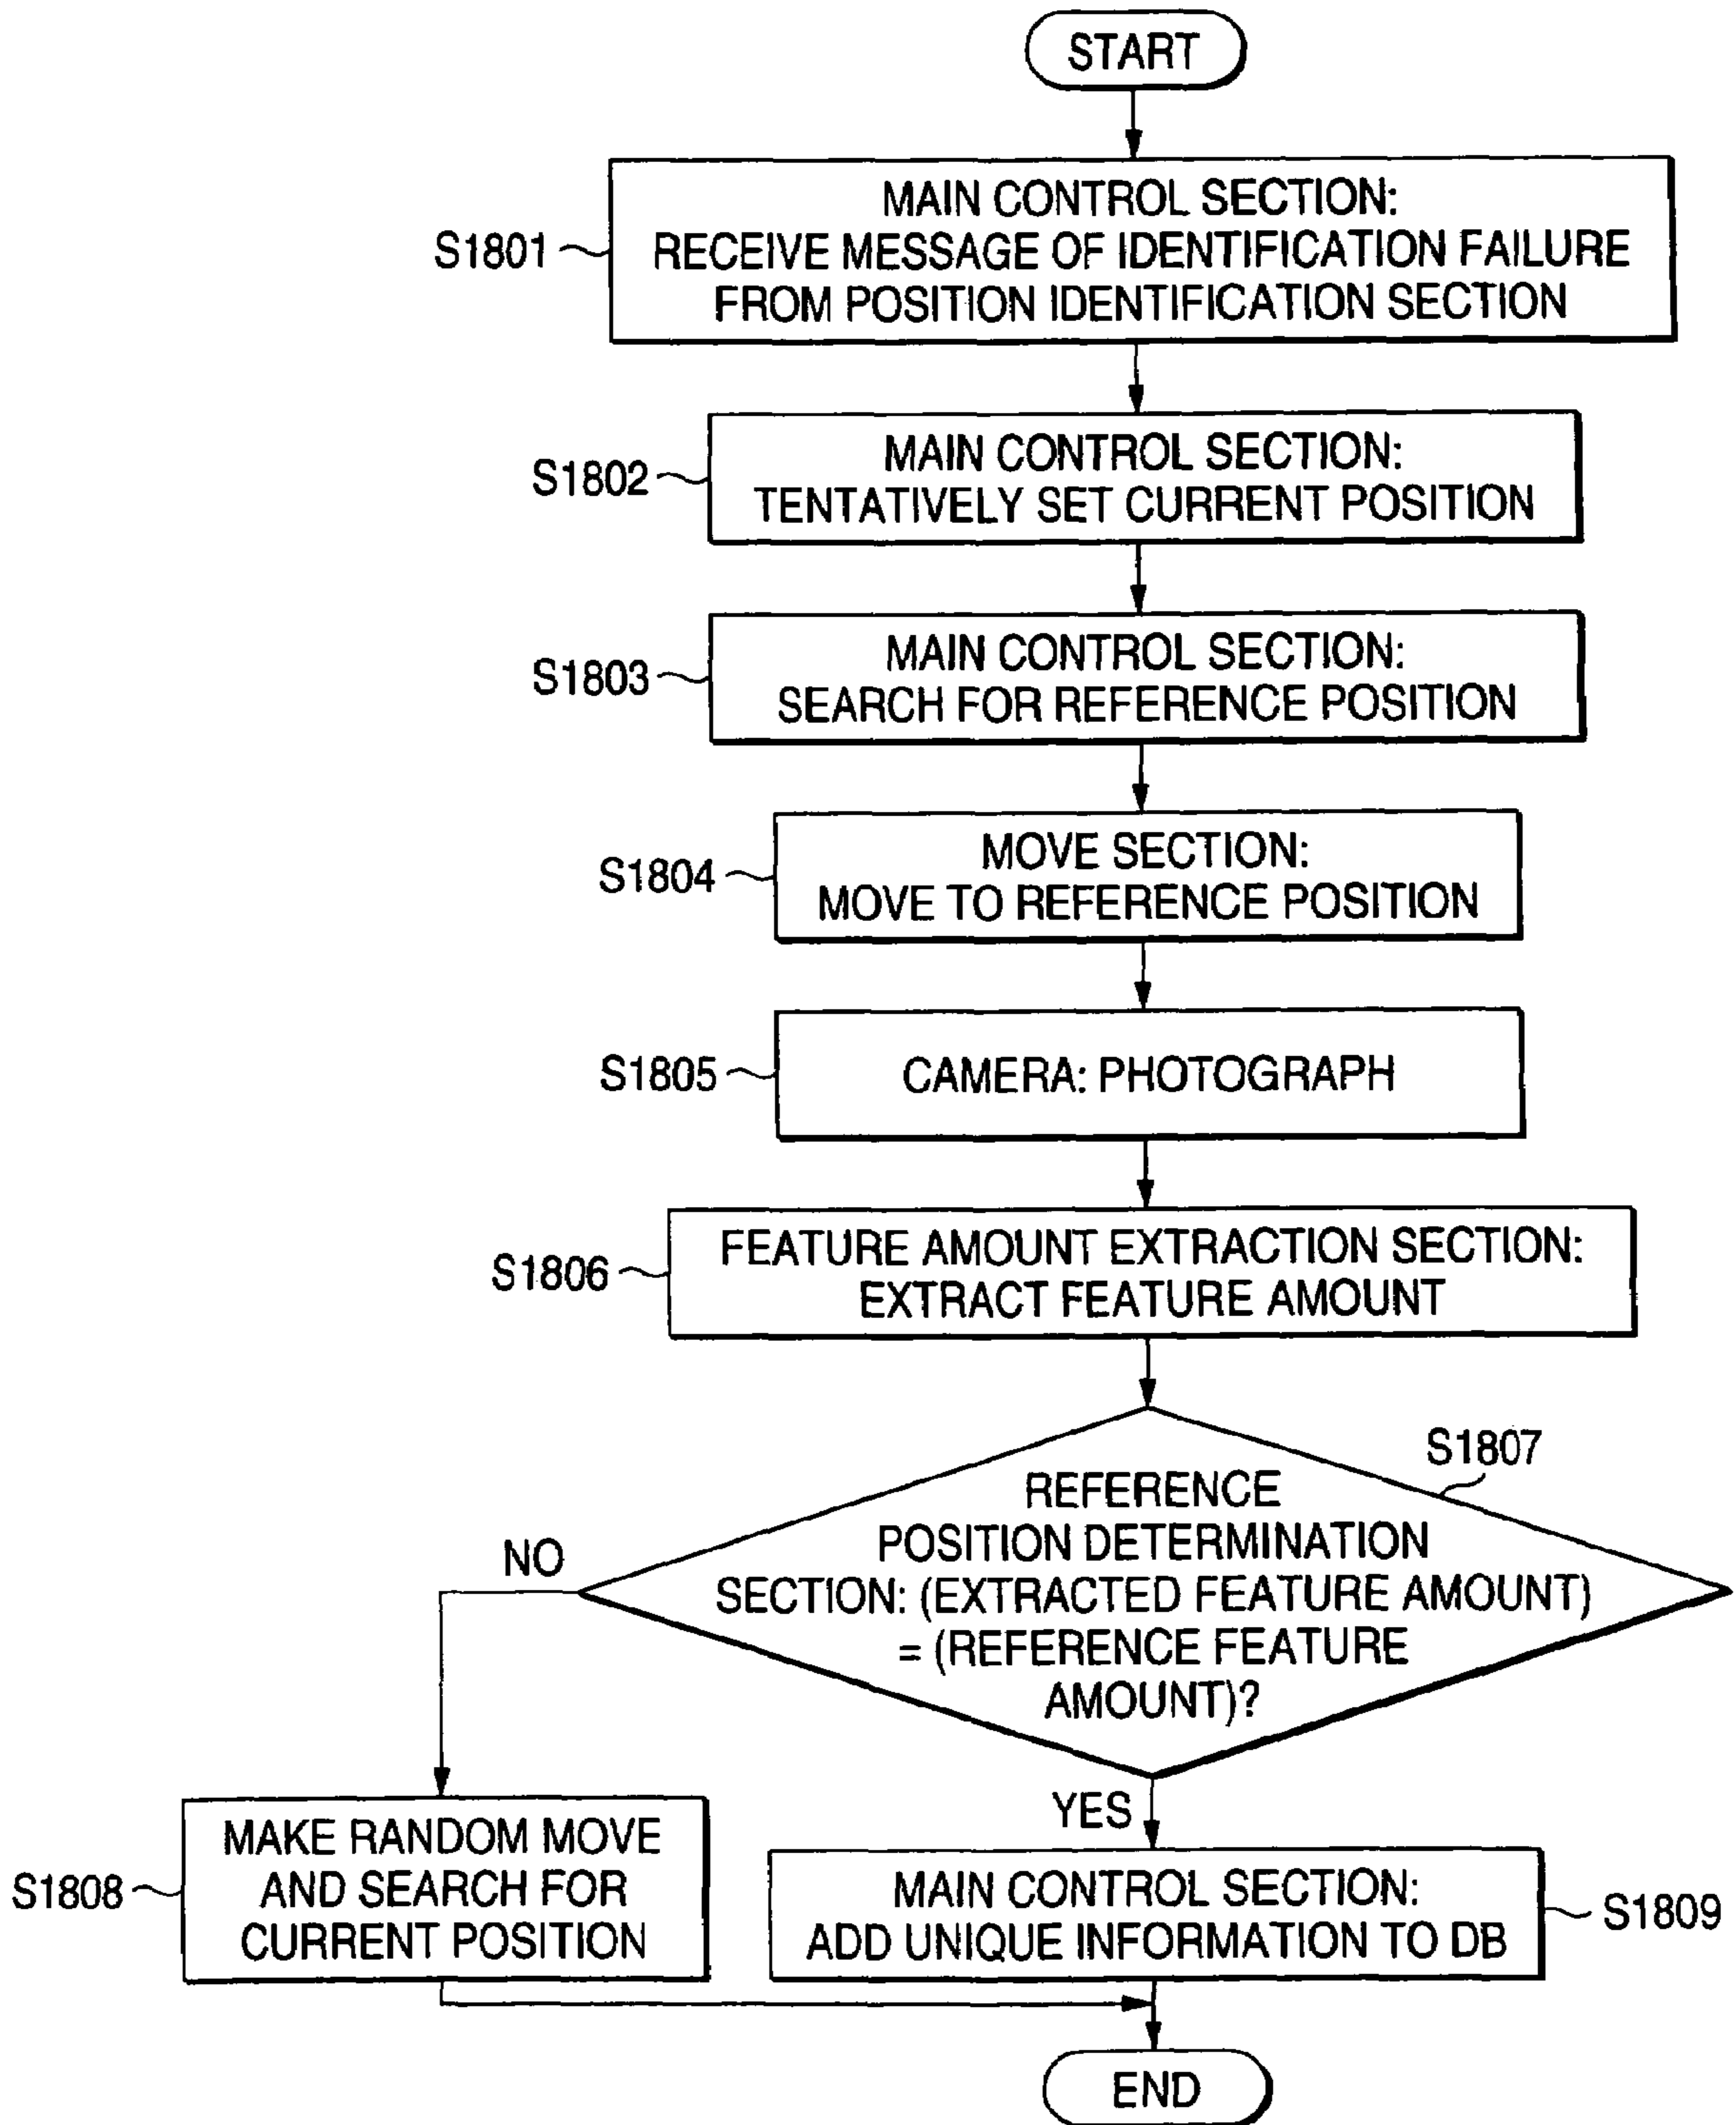 START
MAIN CONTROL SECTION:
RECEIVE MESSAGE OF IDENTIFICATION FAILURE
FROM POSITION IDENTIFICATION SECTION
S1801
MAIN CONTROL SECTION:
TENTATIVELY SET CURRENT POSITION
S1802
MAIN CONTROL SECTION:
SEARCH FOR REFERENCE POSITION
S1803
MOVE SECTION:
MOVE TO REFERENCE POSITION
S1804
CAMERA: PHOTOGRAPH
S1805
FEATURE AMOUNT EXTRACTION SECTION:
EXTRACT FEATURE AMOUNT
S1806
S1807
REFERENCE
POSITION DETERMINATION
SECTION: (EXTRACTED FEATURE AMOUNT)
= (REFERENCE FEATURE
AMOUNT)?
NO
YES
MAKE RANDOM MOVE
AND SEARCH FOR
CURRENT POSITION
S1808
MAIN CONTROL SECTION:
ADD UNIQUE INFORMATION TO DB
S1809
END